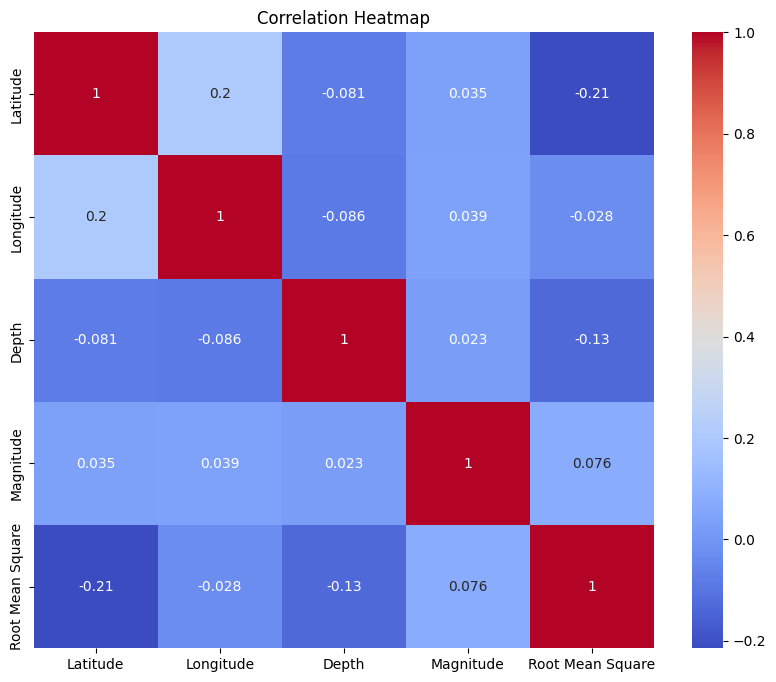 Correlation Heatmap
Latitude 1 0.2 -0.081 0.035 -0.21
Longitude 0.2 1 -0.086 0.039 -0.028
Depth -0.081 -0.086 1 0.023 -0.13
Magnitude 0.035 0.039 0.023 1 0.076
Root Mean Square -0.21 -0.028 -0.13 0.076 1
Latitude Longitude Depth Magnitude Root Mean Square
1.0
0.8
0.6
0.4
0.2
0.0
−0.2